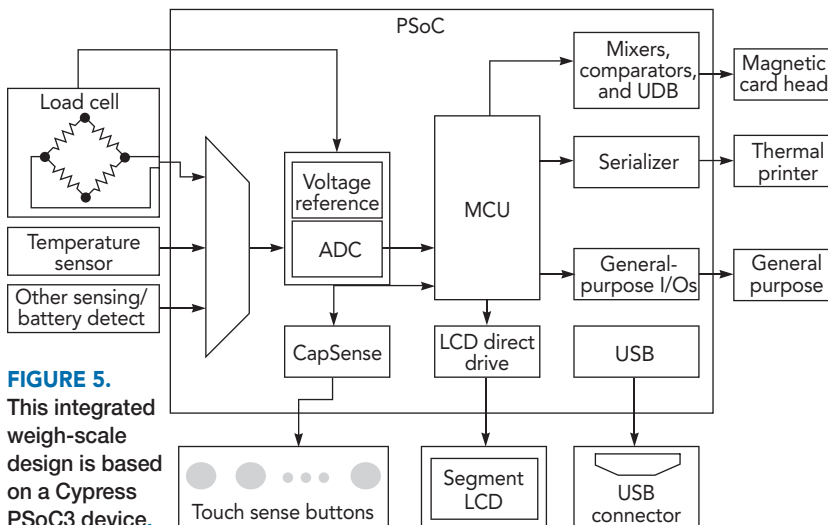 PSoC
Load cell
Mixers,
comparators,
and UDB
Magnetic
card head
Voltage
reference
ADC
MCU
Serializer
Thermal
printer
Temperature
sensor
General-
purpose I/Os
General
purpose
Other sensing/
battery detect
CapSense
LCD direct
drive
USB
FIGURE 5.
This integrated
weigh-scale
design is based
on a Cypress
PSoC3 device.
Touch sense buttons
Segment
LCD
USB
connector